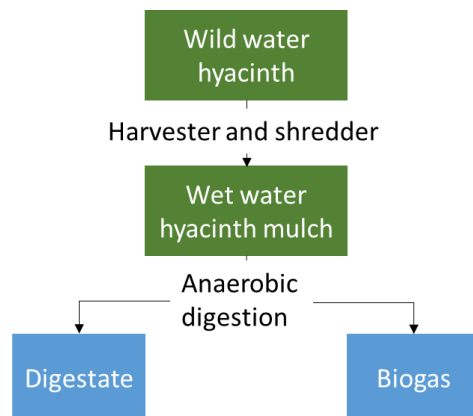 Wild water
hyacinth
Harvester and shredder
Wet water
hyacinth mulch
Anaerobic
digestion
Digestate
Biogas